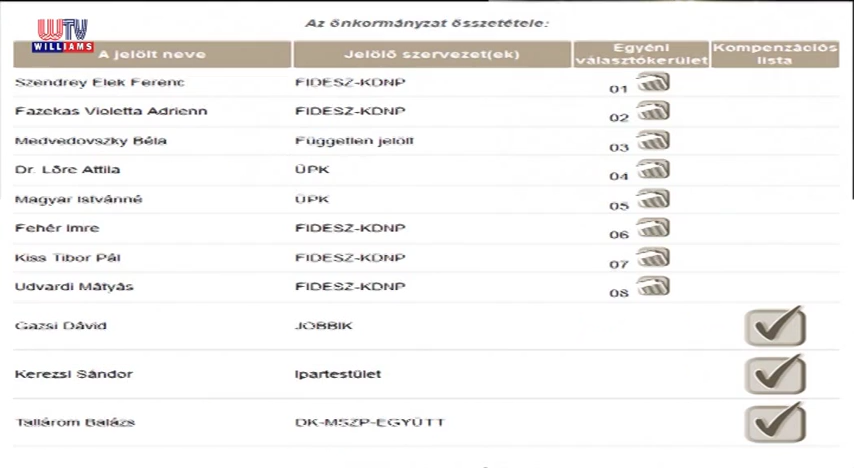 Az önkormányzat összetétele:
WTV
WILLIAMS
A jelölt neve Jelölő szervezet(ek) Egyéni választókerület Kompenzációs lista
Szendrey Elek Ferenc FIDESZ-KDNP 01
Fazekas Violetta Adrienn FIDESZ-KDNP 02
Medvedovszky Béla Független jelölt 03
Dr. Lőre Attila ÜPK 04
Magyar Istvánné ÜPK 05
Fehér Imre FIDESZ-KDNP 06
Kiss Tibor Pál FIDESZ-KDNP 07
Udvardi Mátyás FIDESZ-KDNP 08
Gazsi Dávid JOBBIK
Kerezsi Sándor Ipartestület
Tallárom Balázs DK-MSZP-EGYÜTT